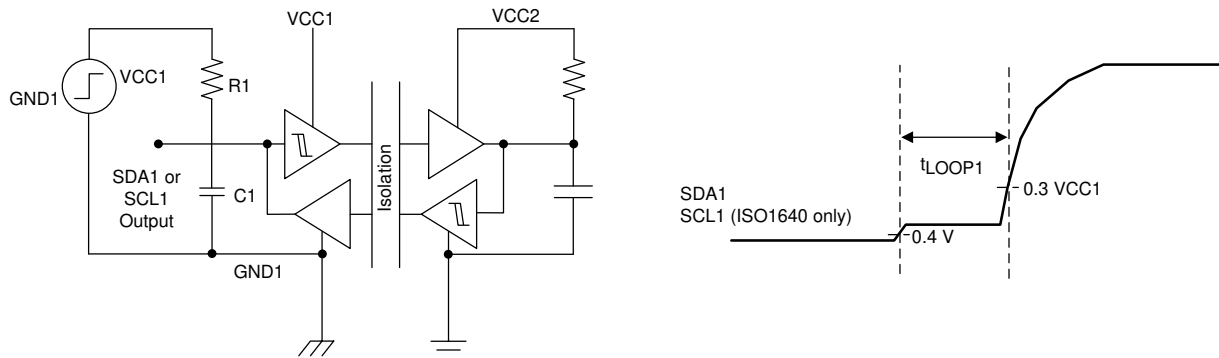 VCC1
VCC2
VCC1
R1
GND1
Isolation
SDA1 or
SCL1
Output
C1
GND1
tLOOP1
SDA1
SCL1 (ISO1640 only)
0.3 VCC1
0.4 V